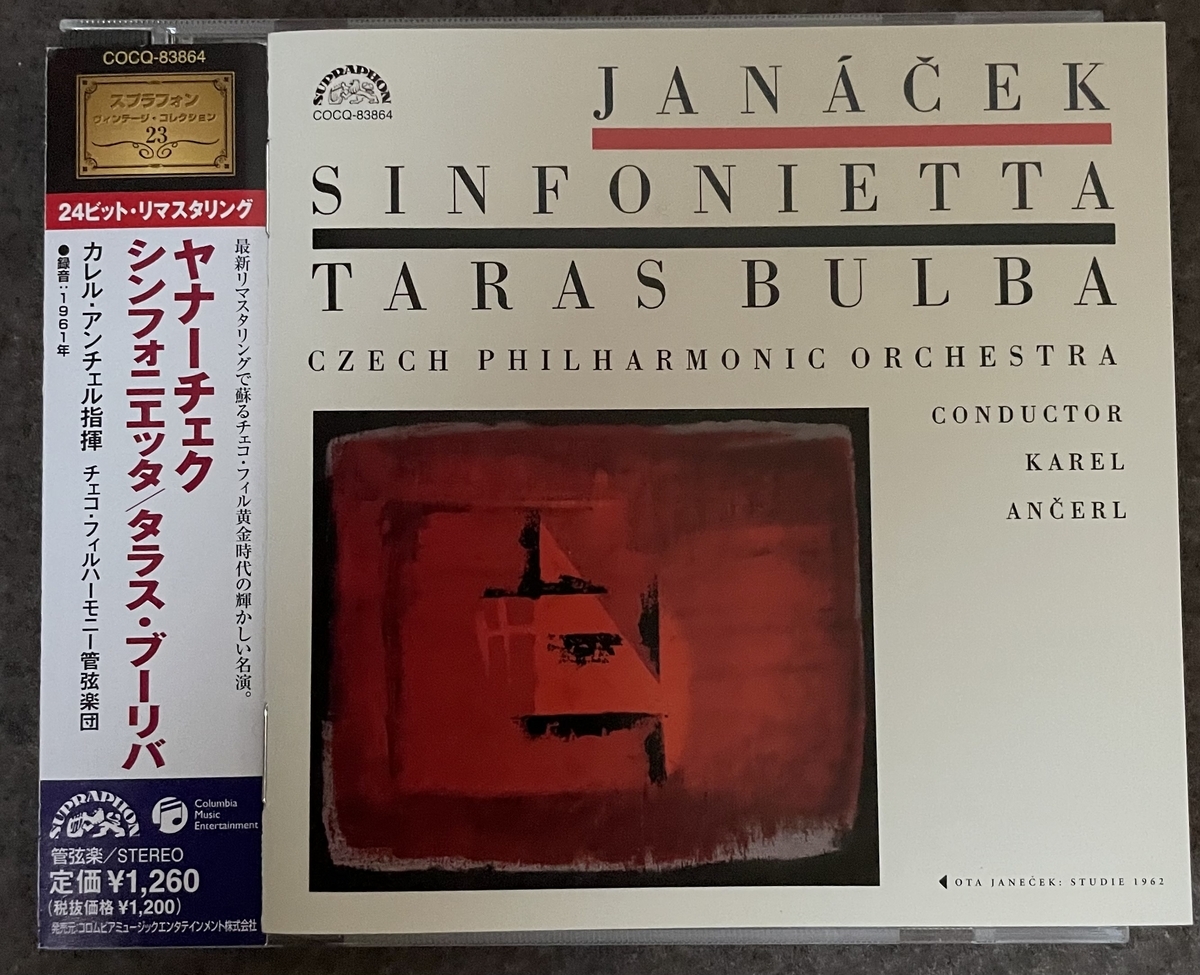 COCQ-83864
スプラフォン
ヴィンテージ・コレクション
23
24ビット・リマスタリング
最新リマスタリングで蘇るチェコ・フィル黄金時代の輝かしい名演。
ヤナーチェク
シンフォニエッタ/タラス・ブーリバ
カレル・アンチェル指揮 チェコ・フィルハーモニー管弦楽団
●録音:1961年
SUPRAPHON
Columbia
Music
Entertainment
管弦楽/STEREO
定価 ¥1,260
(税抜価格 ¥1,200)
発売元:コロムビアミュージックエンタテインメント株式会社
SUPRAPHON
COCQ-83864
JANÁČEK
SINFONIETTA
TARAS BULBA
CZECH PHILHARMONIC ORCHESTRA
CONDUCTOR
KAREL
ANČERL
OTA JANEČEK: STUDIE 1962